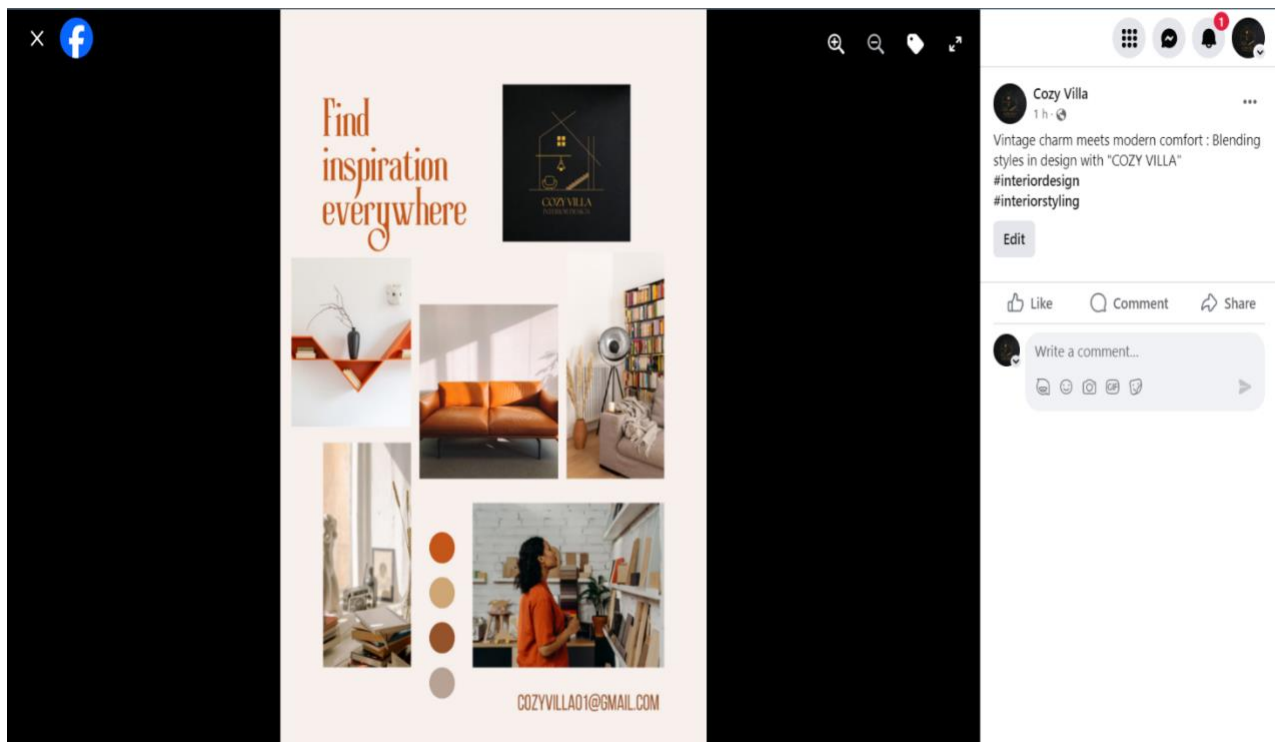 Find
inspiration
everywhere
COZY VILLA
INTERIOR DESIGN
COZYVILLA01@GMAIL.COM
1
Cozy Villa
1 h
Vintage charm meets modern comfort : Blending
styles in design with "COZY VILLA"
#interiordesign
#interiorstyling
Edit
Like Comment Share
Write a comment...
GIF